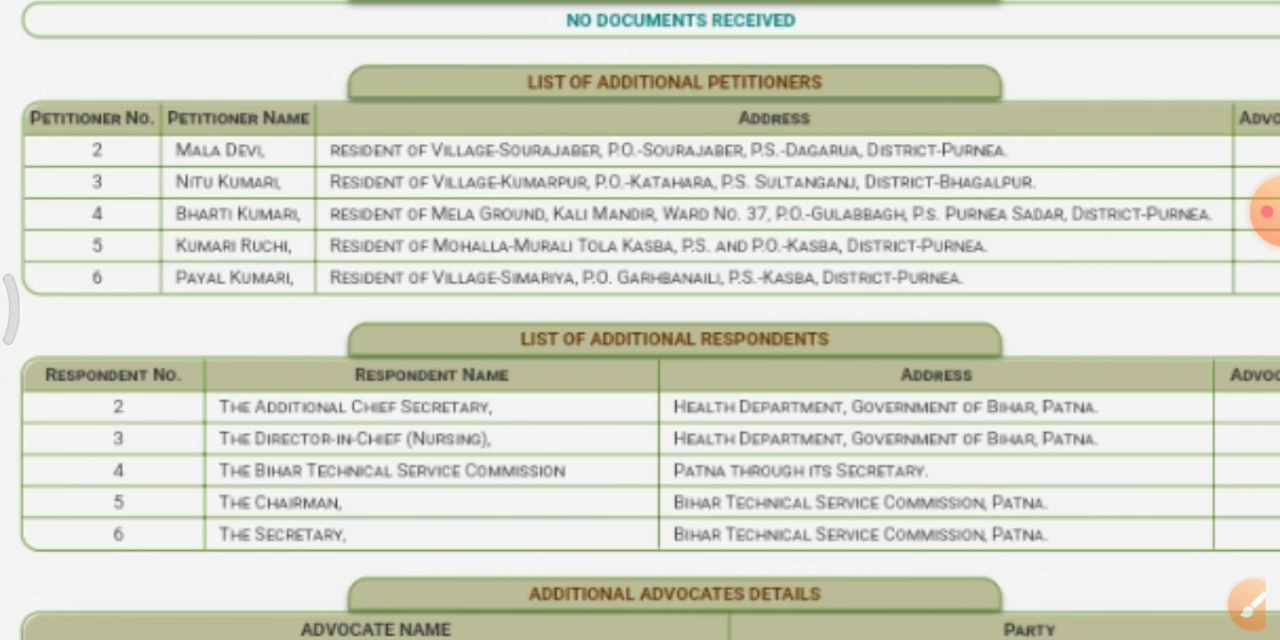 NO DOCUMENTS RECEIVED
LIST OF ADDITIONAL PETITIONERS
PETITIONER NO. PETITIONER NAME ADDRESS
2 MALA DEVI, RESIDENT OF VILLAGE-SOURAJABER, P.O.-SOURAJABER, P.S.-DAGARUA, DISTRICT-PURNEA.
3 NITU KUMARI, RESIDENT OF VILLAGE-KUMARPUR, P.O.-KATAHARA, P.S. SULTANGANJ, DISTRICT-BHAGALPUR.
4 BHARTI KUMARI, RESIDENT OF MELA GROUND, KALI MANDIR, WARD NO. 37, P.O.-GULABBAGH, P.S. PURNEA SADAR, DISTRICT-PURNEA.
5 KUMARI RUCHI, RESIDENT OF MOHALLA-MURALI TOLA KASBA, P.S. AND P.O.-KASBA, DISTRICT-PURNEA.
6 PAYAL KUMARI, RESIDENT OF VILLAGE-SIMARIYA, P.O. GARHBANAILI, P.S.-KASBA, DISTRICT-PURNEA.
LIST OF ADDITIONAL RESPONDENTS
RESPONDENT NO. RESPONDENT NAME ADDRESS
2 THE ADDITIONAL CHIEF SECRETARY, HEALTH DEPARTMENT, GOVERNMENT OF BIHAR, PATNA.
3 THE DIRECTOR-IN-CHIEF (NURSING), HEALTH DEPARTMENT, GOVERNMENT OF BIHAR, PATNA.
4 THE BIHAR TECHNICAL SERVICE COMMISSION PATNA THROUGH ITS SECRETARY.
5 THE CHAIRMAN, BIHAR TECHNICAL SERVICE COMMISSION, PATNA.
6 THE SECRETARY, BIHAR TECHNICAL SERVICE COMMISSION, PATNA.
ADDITIONAL ADVOCATES DETAILS
ADVOCATE NAME PARTY